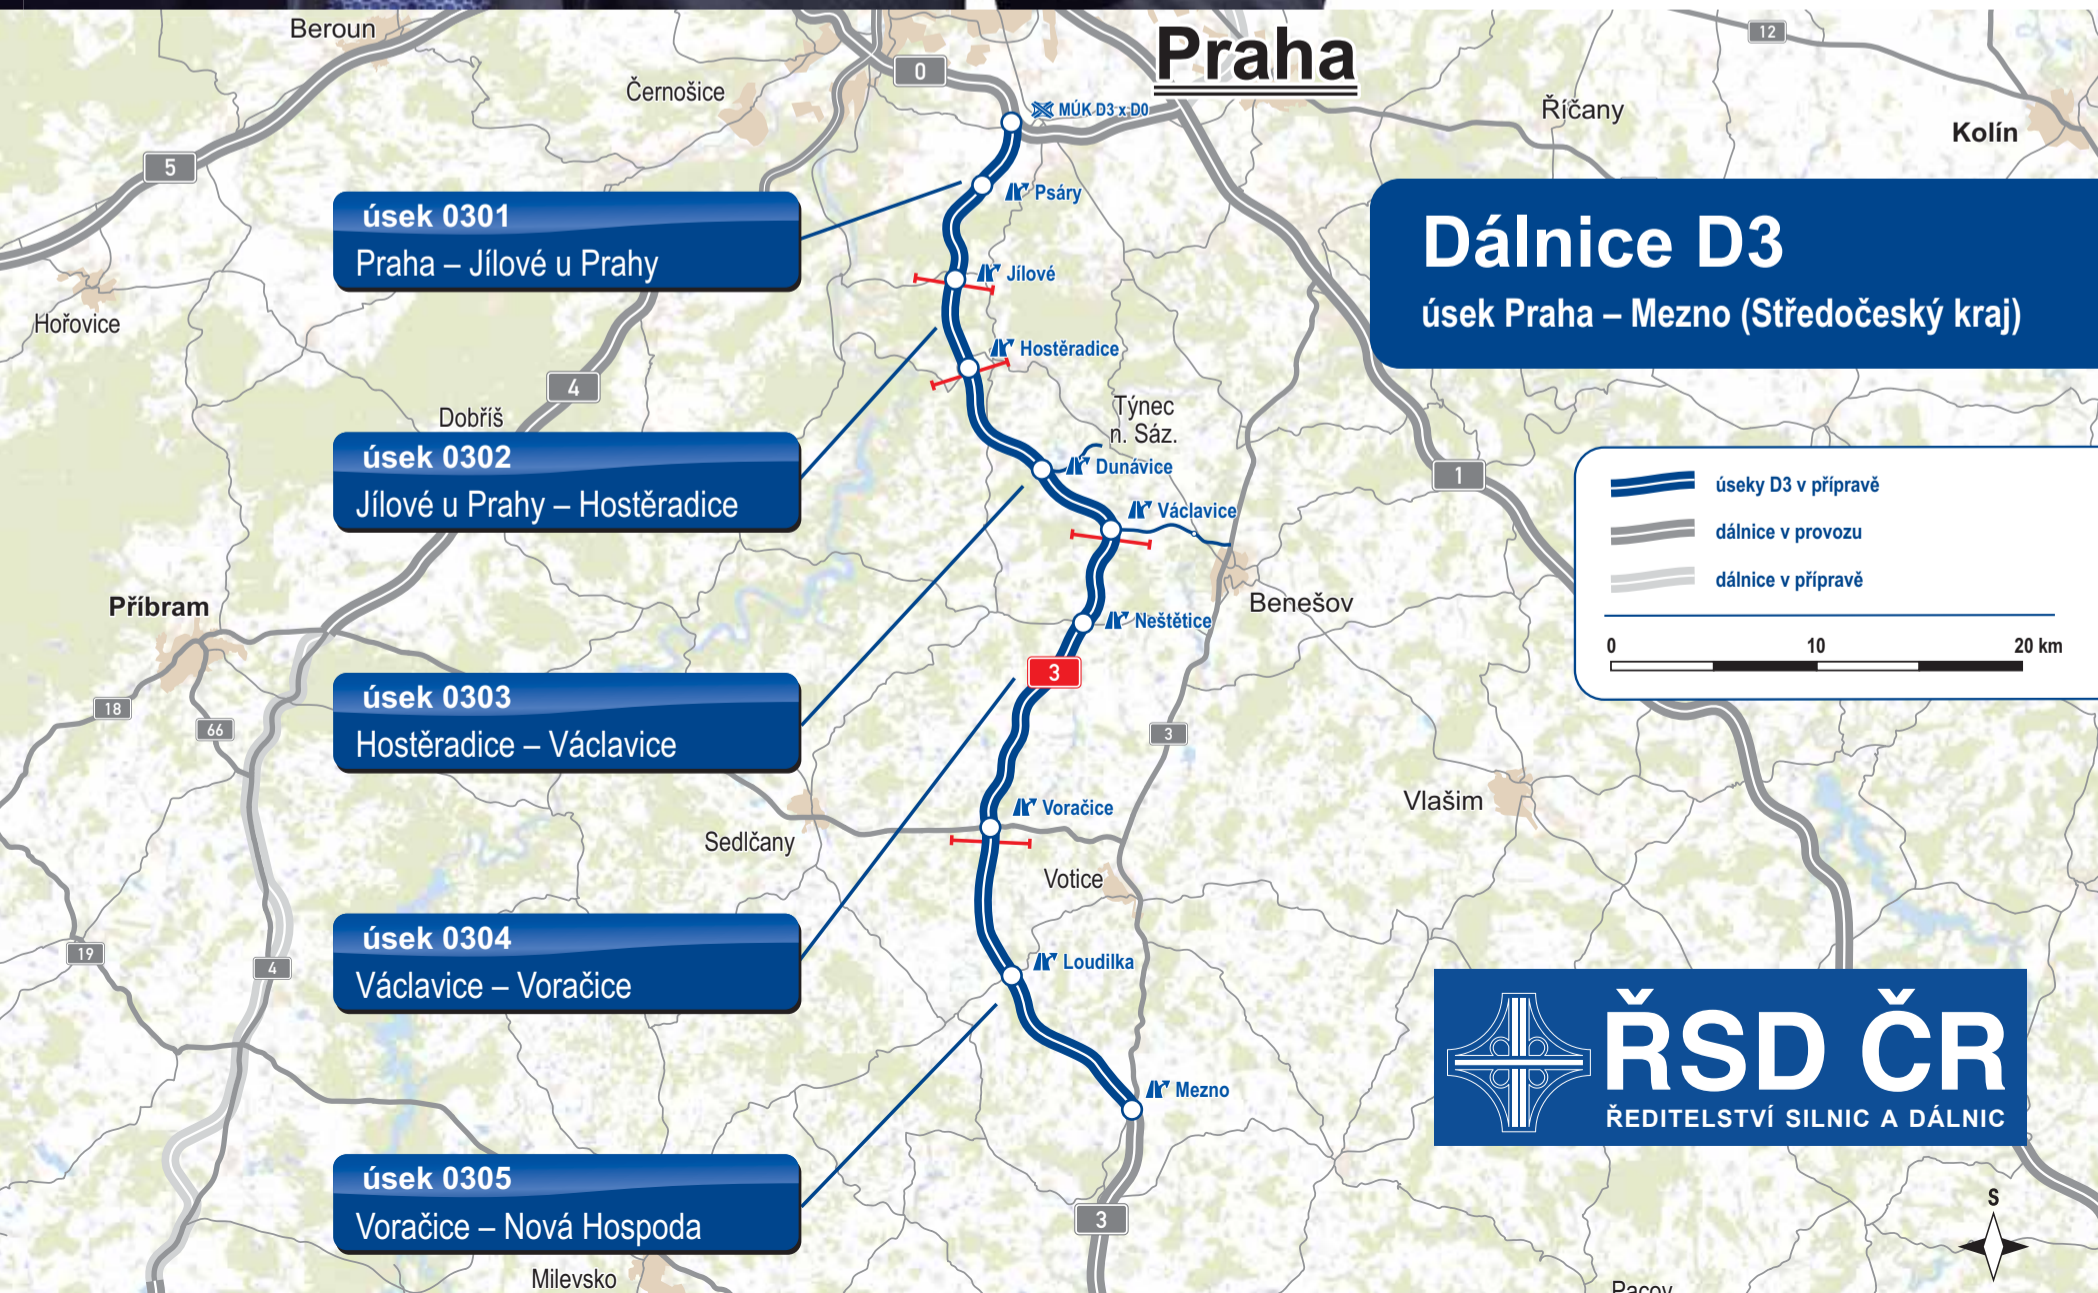 Beroun
Praha
12
0
Černošice
MÚK D3 x D0
Říčany
Kolín
5
Psáry
úsek 0301
Praha – Jílové u Prahy
Dálnice D3
úsek Praha – Mezno (Středočeský kraj)
Jílové
Hořovice
Hostěradice
4
Dobříš
Týnec
n. Sáz.
úsek 0302
Jílové u Prahy – Hostěradice
Dunávice
1
úseky D3 v přípravě
Václavice
dálnice v provozu
dálnice v přípravě
Příbram
Benešov
Neštětice
0 10 20 km
3
úsek 0303
Hostěradice – Václavice
18
66
3
Voračice
Vlašim
Sedlčany
Votice
úsek 0304
Václavice – Voračice
19
4
Loudilka
ŘSD ČR
ŘEDITELSTVÍ SILNIC A DÁLNIC
Mezno
úsek 0305
Voračice – Nová Hospoda
3
S
Milevsko
Pacov